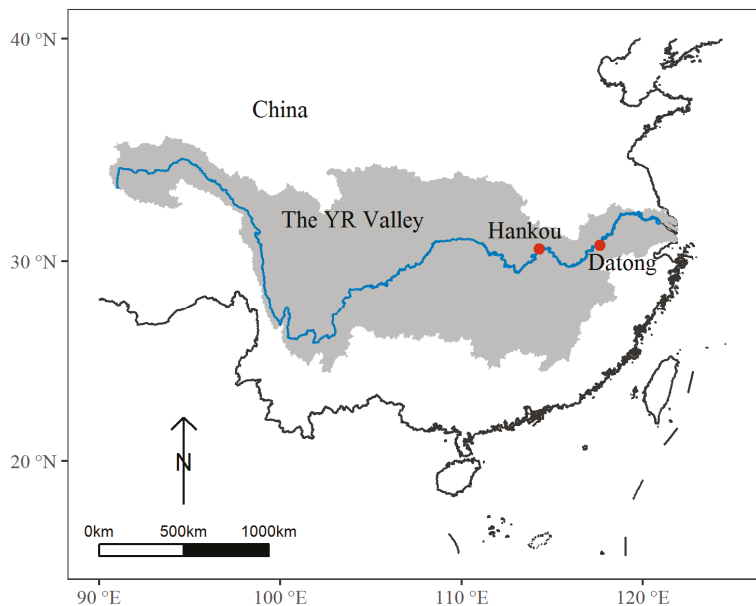 40 °N
China
The YR Valley
Hankou
30 °N
Datong
N
20 °N
0km 500km 1000km
90 °E 100 °E 110 °E 120 °E